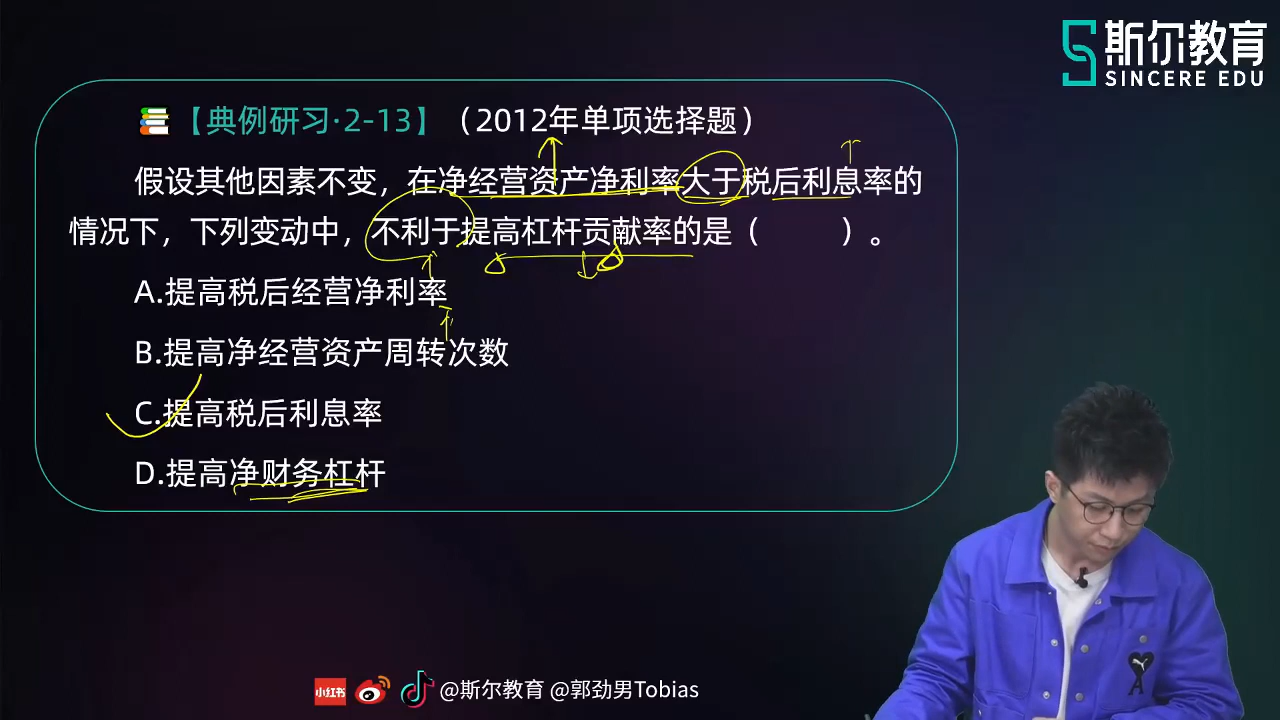 斯尔教育
SINCERE EDU
【典例研习·2-13】（2012年单项选择题）
假设其他因素不变，在净经营资产净利率大于税后利息率的
情况下，下列变动中，不利于提高杠杆贡献率的是（ ）。
A.提高税后经营净利率
B.提高净经营资产周转次数
C.提高税后利息率
D.提高净财务杠杆
小红书 @斯尔教育 @郭劲男Tobias